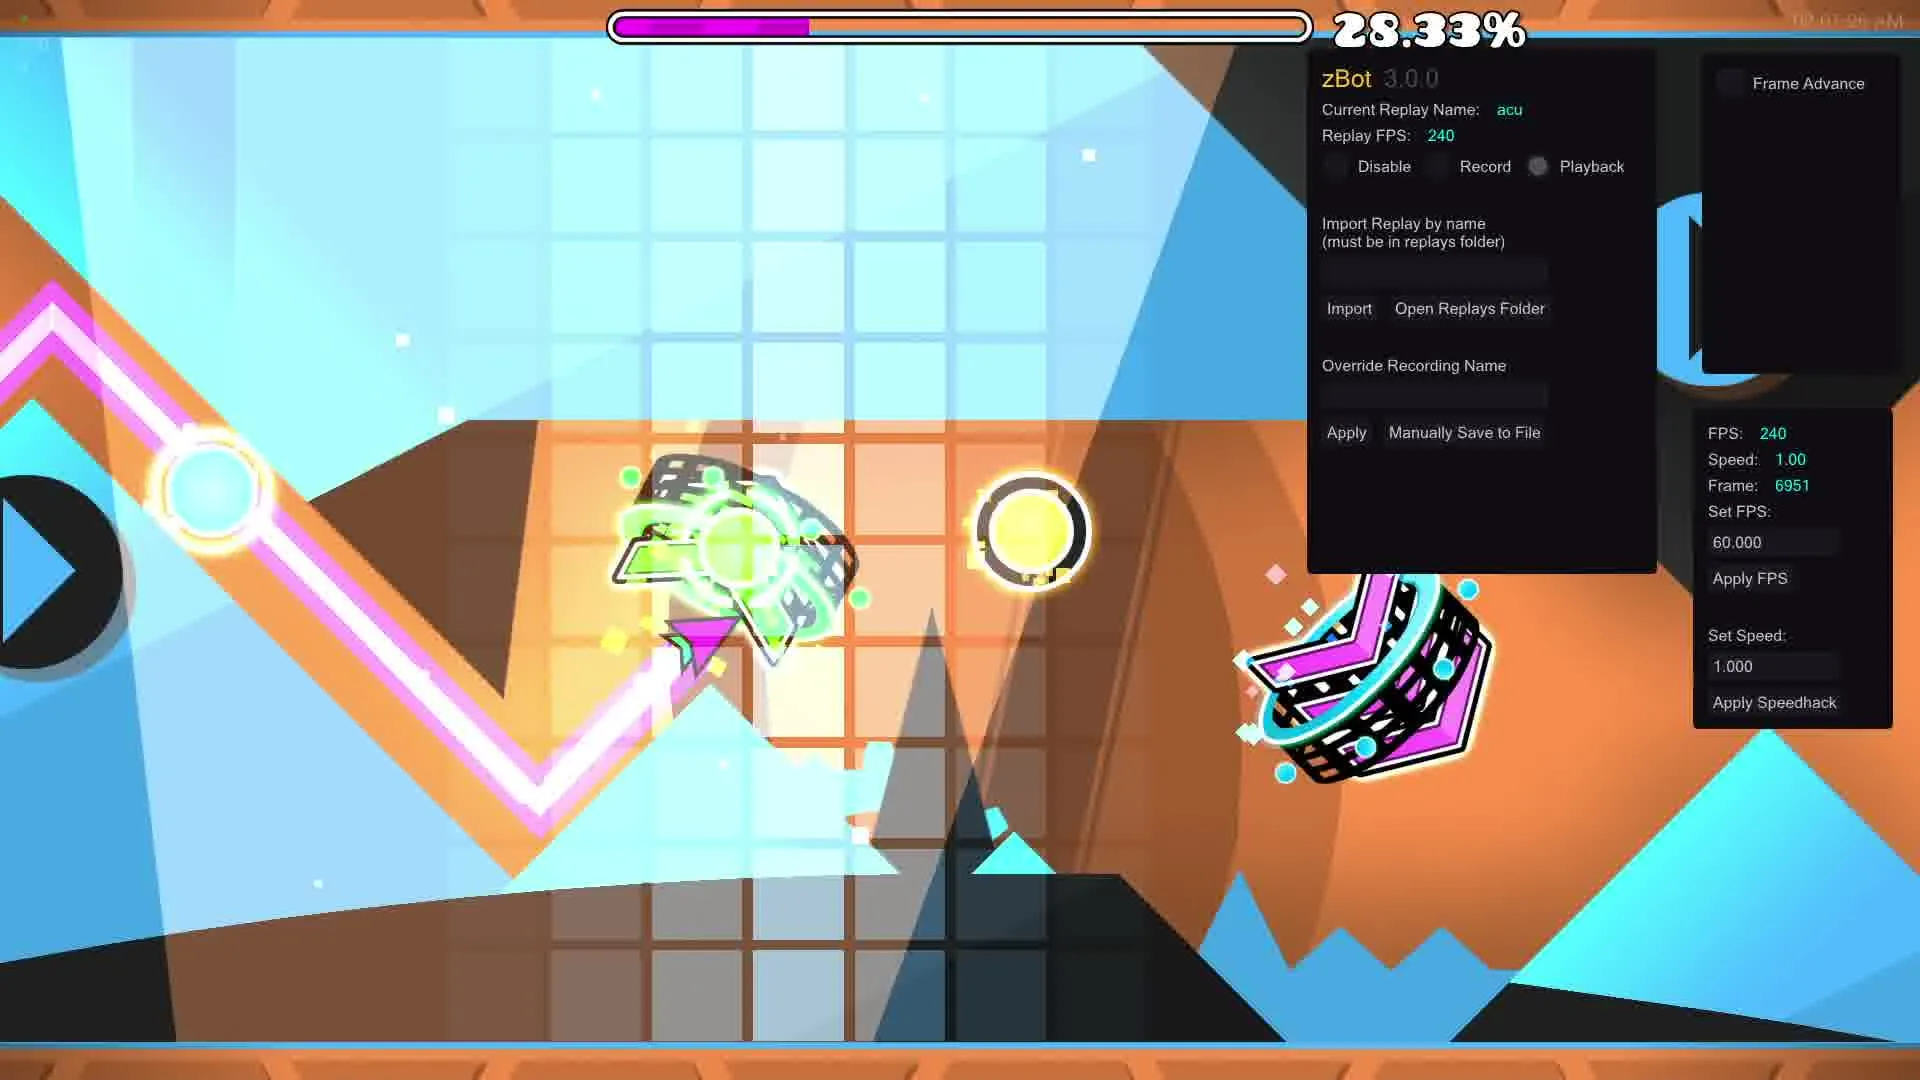 28.33%
zBot 3.0.0
Current Replay Name: acu
Replay FPS: 240
Disable Record Playback
Import Replay by name
(must be in replays folder)
Import Open Replays Folder
Override Recording Name
Apply Manually Save to File
Frame Advance
FPS: 240
Speed: 1.00
Frame: 6951
Set FPS:
60.000
Apply FPS
Set Speed:
1.000
Apply Speedhack